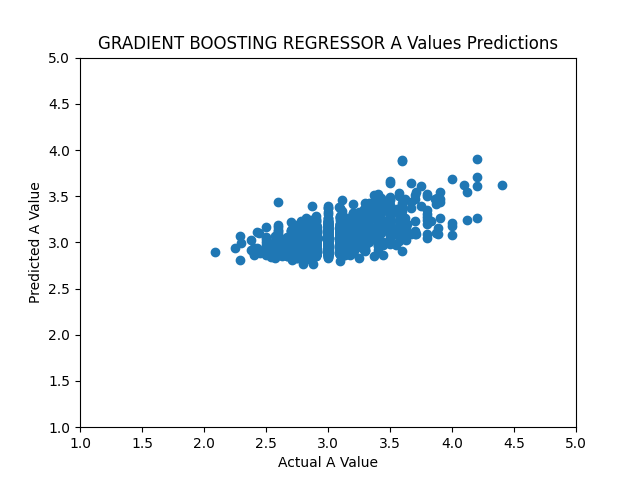 GRADIENT BOOSTING REGRESSOR A Values Predictions
5.0
4.5
4.0
3.5
3.0
2.5
2.0
1.5
1.0
Predicted A Value
1.0 1.5 2.0 2.5 3.0 3.5 4.0 4.5 5.0
Actual A Value